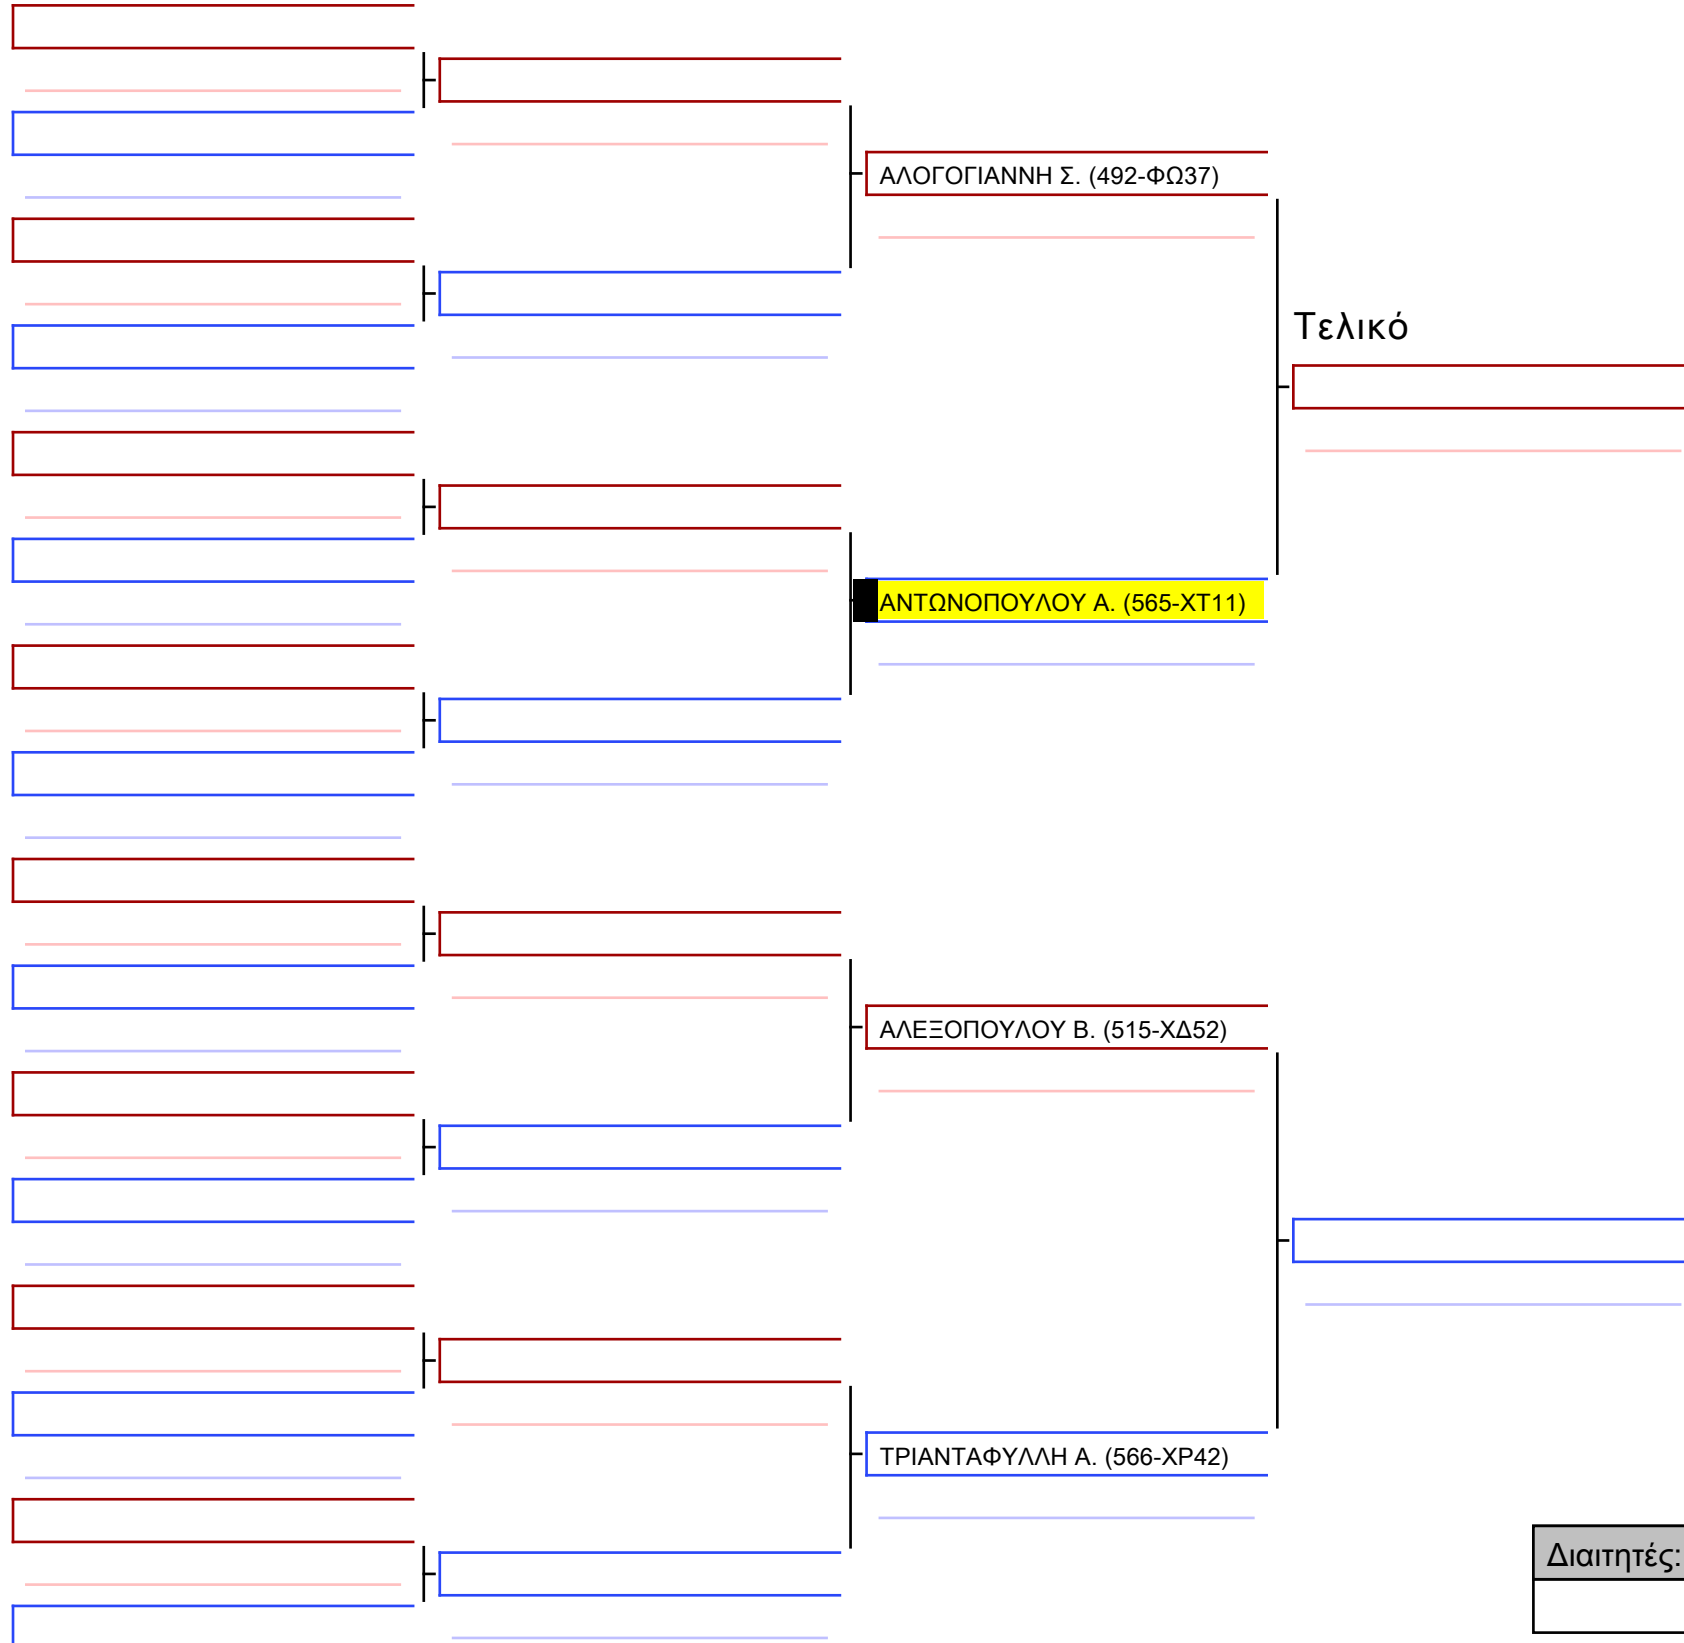 ΑΛΟΓΟΓΙΑΝΝΗ Σ. (492-ΦΩ37)
Τελικό
ΑΝΤΩΝΟΠΟΥΛΟΥ Α. (565-ΧΤ11)
ΑΛΕΞΟΠΟΥΛΟΥ Β. (515-ΧΔ52)
ΤΡΙΑΝΤΑΦΥΛΛΗ Α. (566-ΧΡ42)
Διαιτητές: